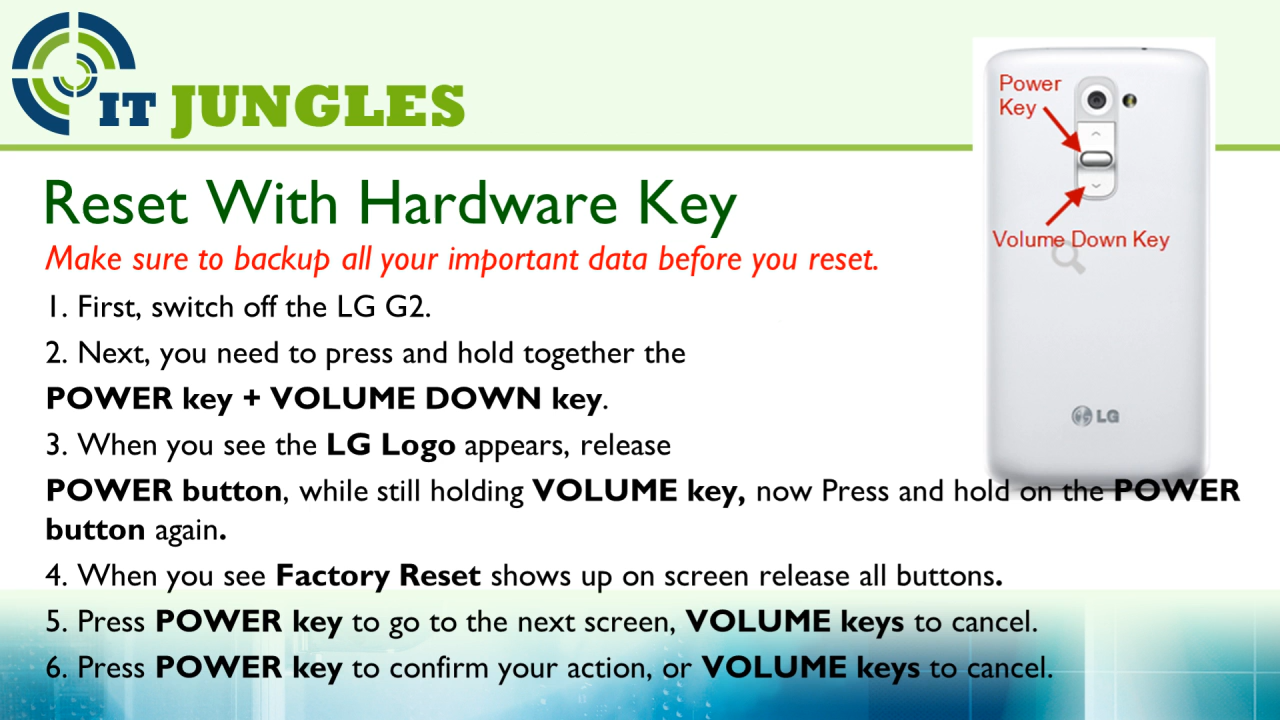 IT JUNGLES
Power
Key
Volume Down Key
LG
Reset With Hardware Key
Make sure to backup all your important data before you reset.
1. First, switch off the LG G2.
2. Next, you need to press and hold together the
POWER key + VOLUME DOWN key.
3. When you see the LG Logo appears, release
POWER button, while still holding VOLUME key, now Press and hold on the POWER
button again.
4. When you see Factory Reset shows up on screen release all buttons.
5. Press POWER key to go to the next screen, VOLUME keys to cancel.
6. Press POWER key to confirm your action, or VOLUME keys to cancel.